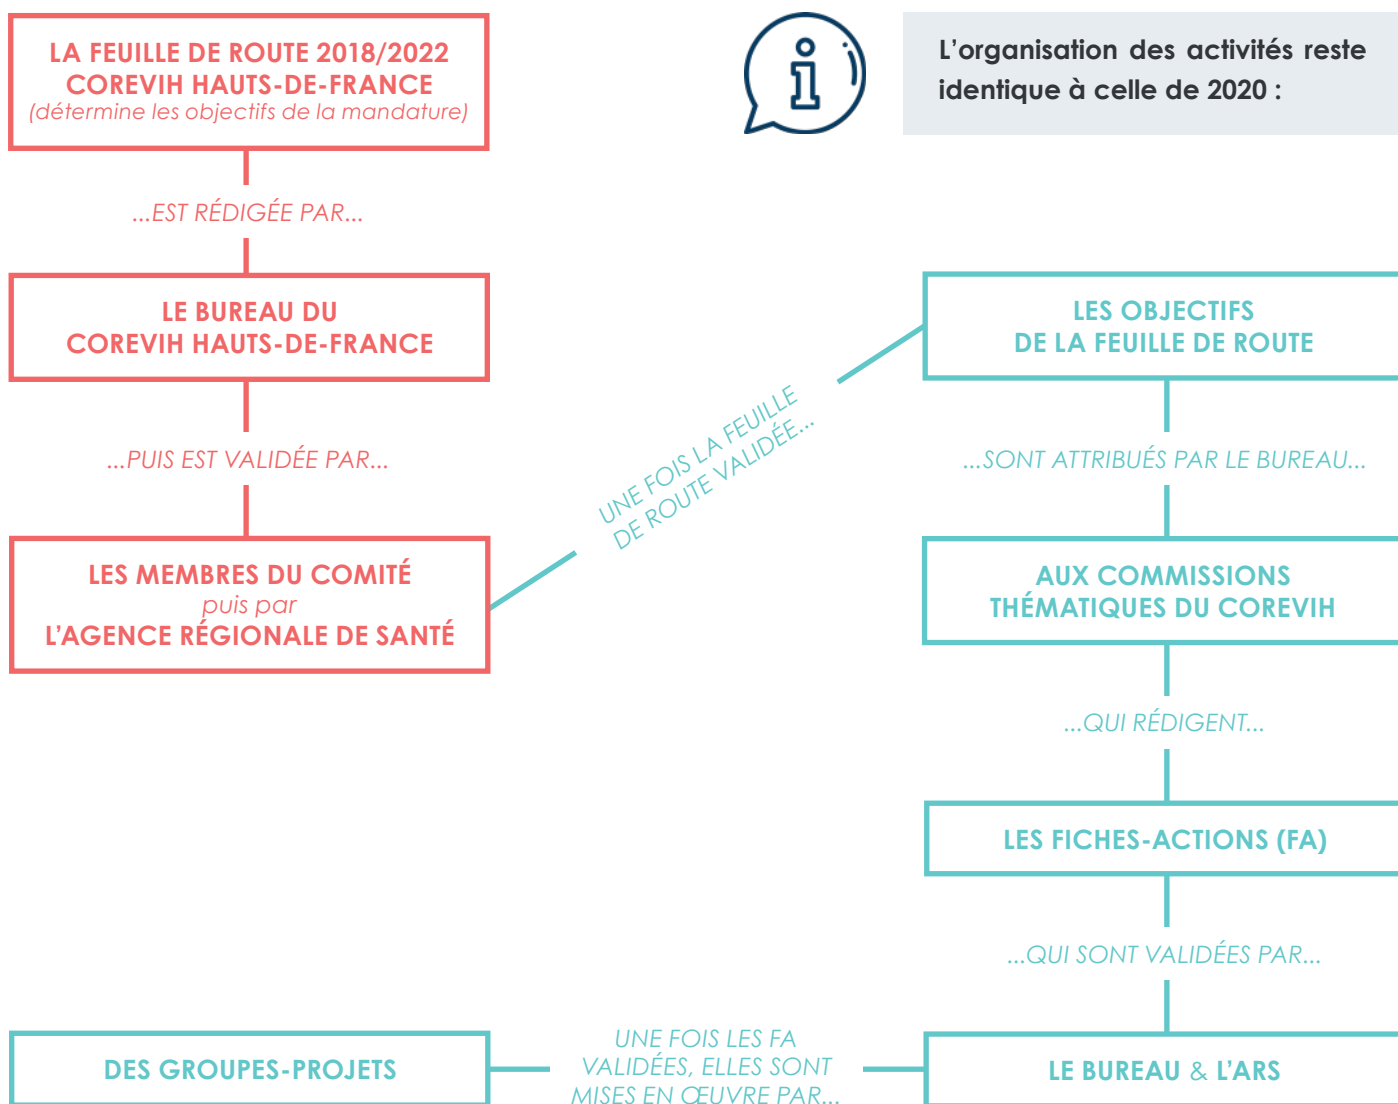 LA FEUILLE DE ROUTE 2018/2022
COREVIH HAUTS-DE-FRANCE
(détermine les objectifs de la mandature)
L'organisation des activités reste
identique à celle de 2020 :
...EST RÉDIGÉE PAR...
LE BUREAU DU
COREVIH HAUTS-DE-FRANCE
...PUIS EST VALIDÉE PAR...
LES MEMBRES DU COMITÉ
puis par
L'AGENCE RÉGIONALE DE SANTÉ
UNE FOIS LA FEUILLE
DE ROUTE VALIDÉE...
LES OBJECTIFS
DE LA FEUILLE DE ROUTE
...SONT ATTRIBUÉS PAR LE BUREAU...
AUX COMMISSIONS
THÉMATIQUES DU COREVIH
...QUI RÉDIGENT...
LES FICHES-ACTIONS (FA)
...QUI SONT VALIDÉES PAR...
LE BUREAU & L'ARS
UNE FOIS LES FA
VALIDÉES, ELLES SONT
MISES EN ŒUVRE PAR...
DES GROUPES-PROJETS